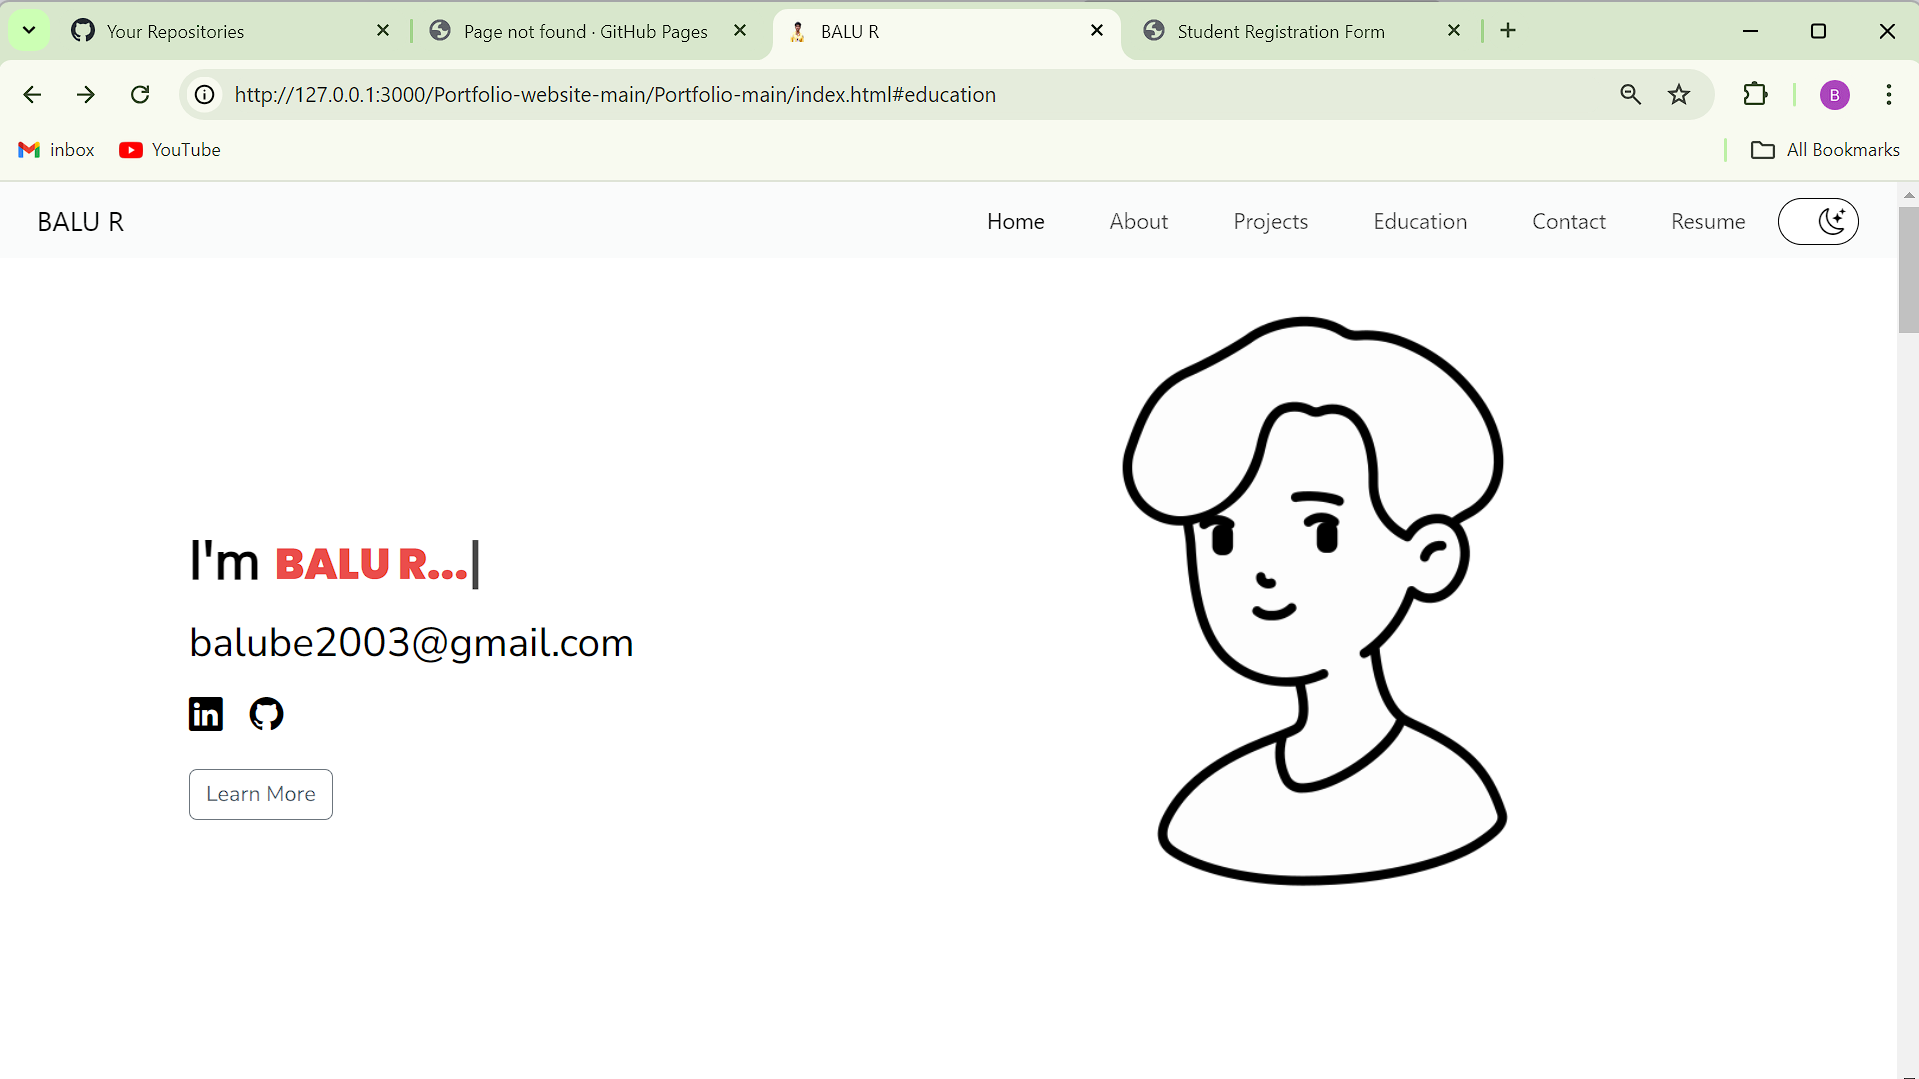 Your Repositories
Page not found · GitHub Pages
BALU R
Student Registration Form
http://127.0.0.1:3000/Portfolio-website-main/Portfolio-main/index.html#education
B
inbox
YouTube
All Bookmarks
BALU R
Home
About
Projects
Education
Contact
Resume
I'm BALU R...|
balube2003@gmail.com
in
Learn More